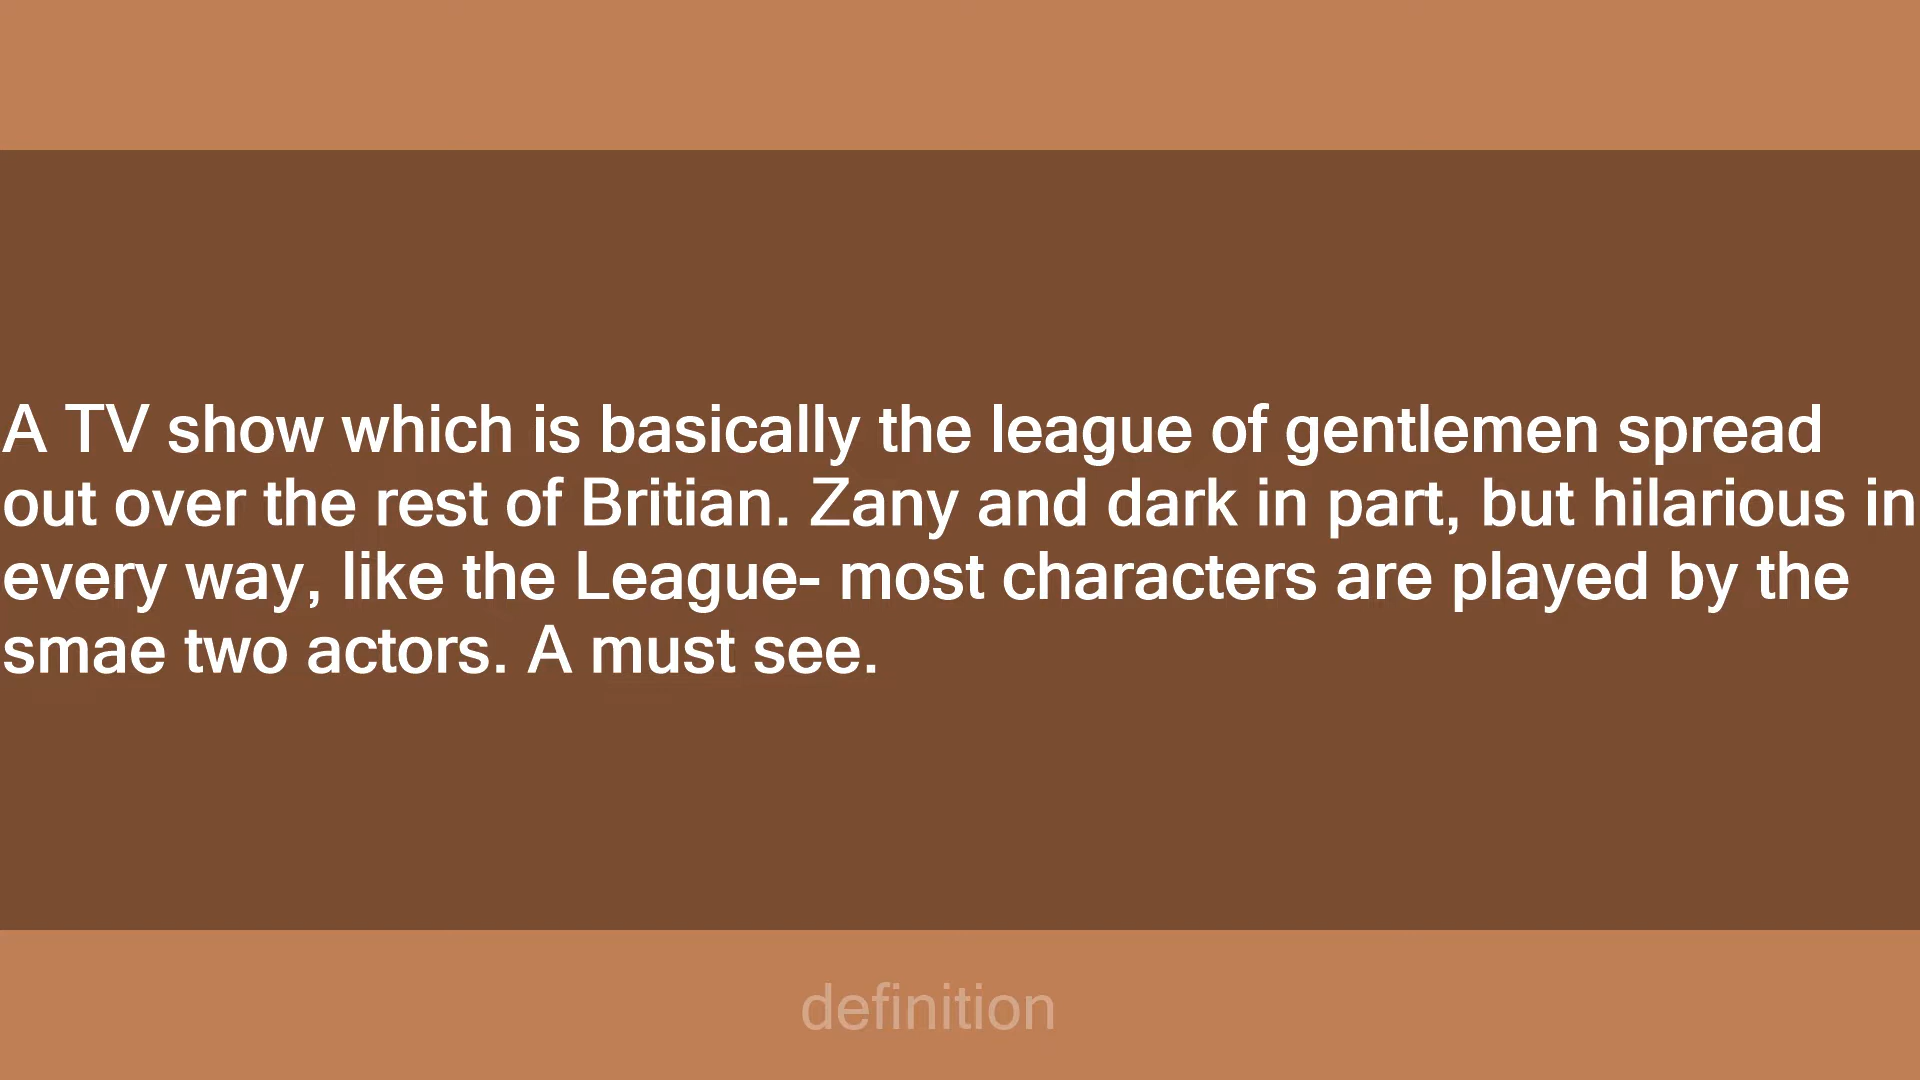 A TV show which is basically the league of gentlemen spread
out over the rest of Britian. Zany and dark in part, but hilarious in
every way, like the League- most characters are played by the
smae two actors. A must see.
definition